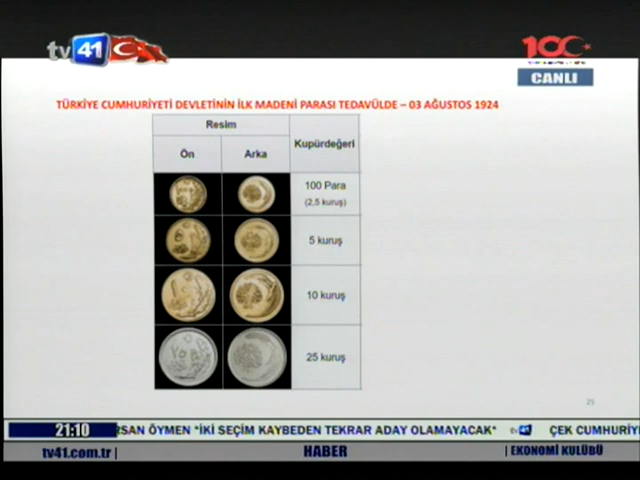 tv41
100
CANLI
TÜRKİYE CUMHURİYETİ DEVLETİNİN İLK MADENİ PARASI TEDAVÜLDE – 03 AĞUSTOS 1924
Resim
Kupürdeğeri
Ön
Arka
100 Para
(2,5 kuruş)
5 kuruş
10 kuruş
25 kuruş
25
21:10
RSAN ÖYMEN "İKİ SEÇİM KAYBEDEN TEKRAR ADAY OLAMAYACAK" tv41 ÇEK CUMHURİY
tv41.com.tr | HABER | EKONOMİ KULÜBÜ